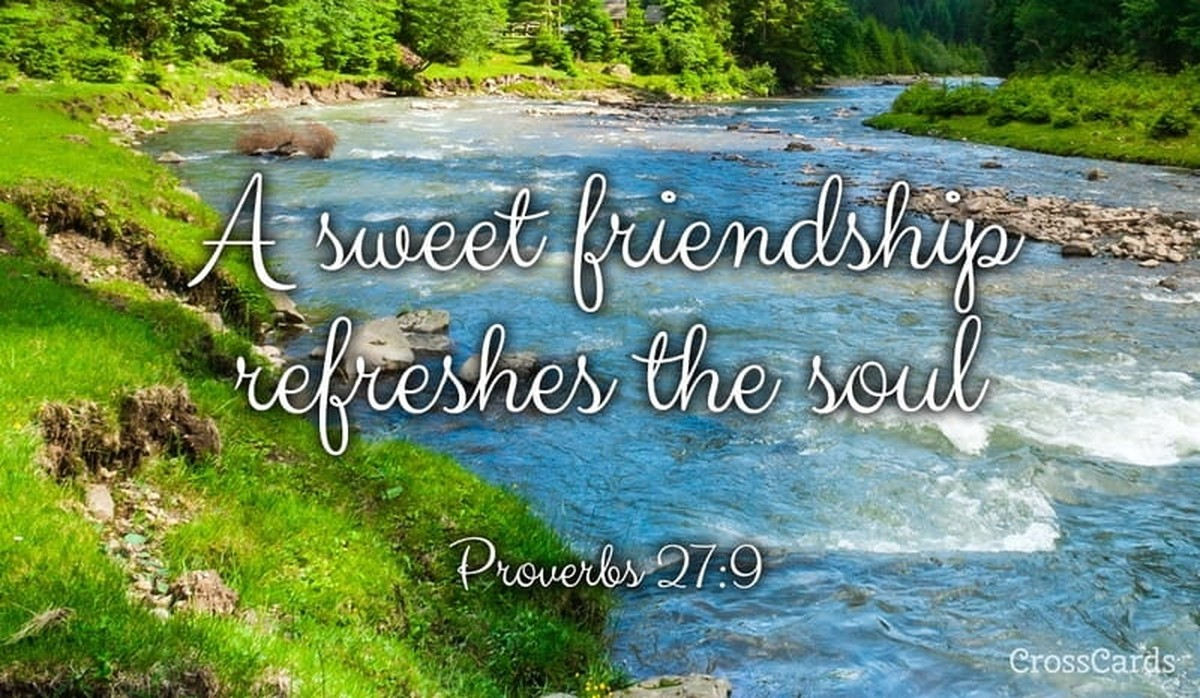 A sweet friendship
refreshes the soul
Proverbs 27:9
CrossCards